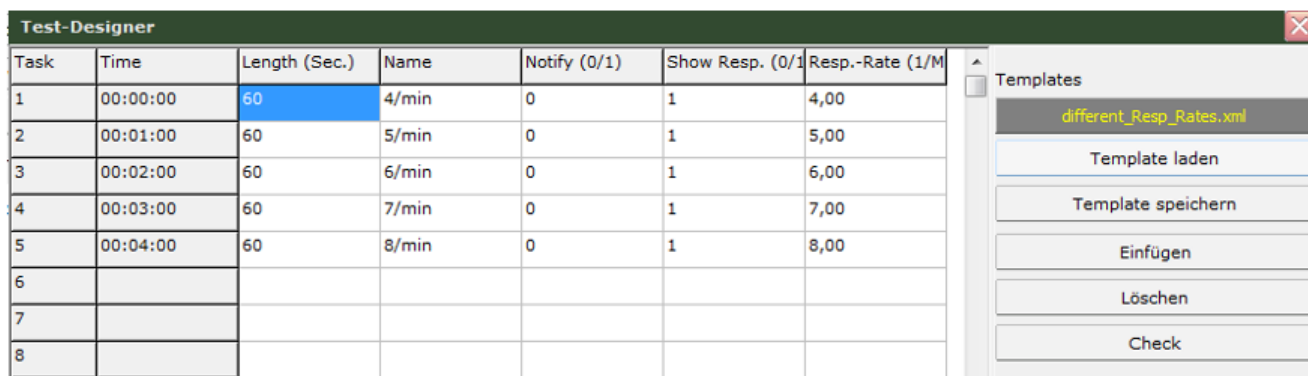 Test-Designer
Task Time Length (Sec.) Name Notify (0/1) Show Resp. (0/1 Resp.-Rate (1/M
1 00:00:00 60 4/min 0 1 4,00
2 00:01:00 60 5/min 0 1 5,00
3 00:02:00 60 6/min 0 1 6,00
4 00:03:00 60 7/min 0 1 7,00
5 00:04:00 60 8/min 0 1 8,00
6
7
8
Templates
different_Resp_Rates.xml
Template laden
Template speichern
Einfügen
Löschen
Check